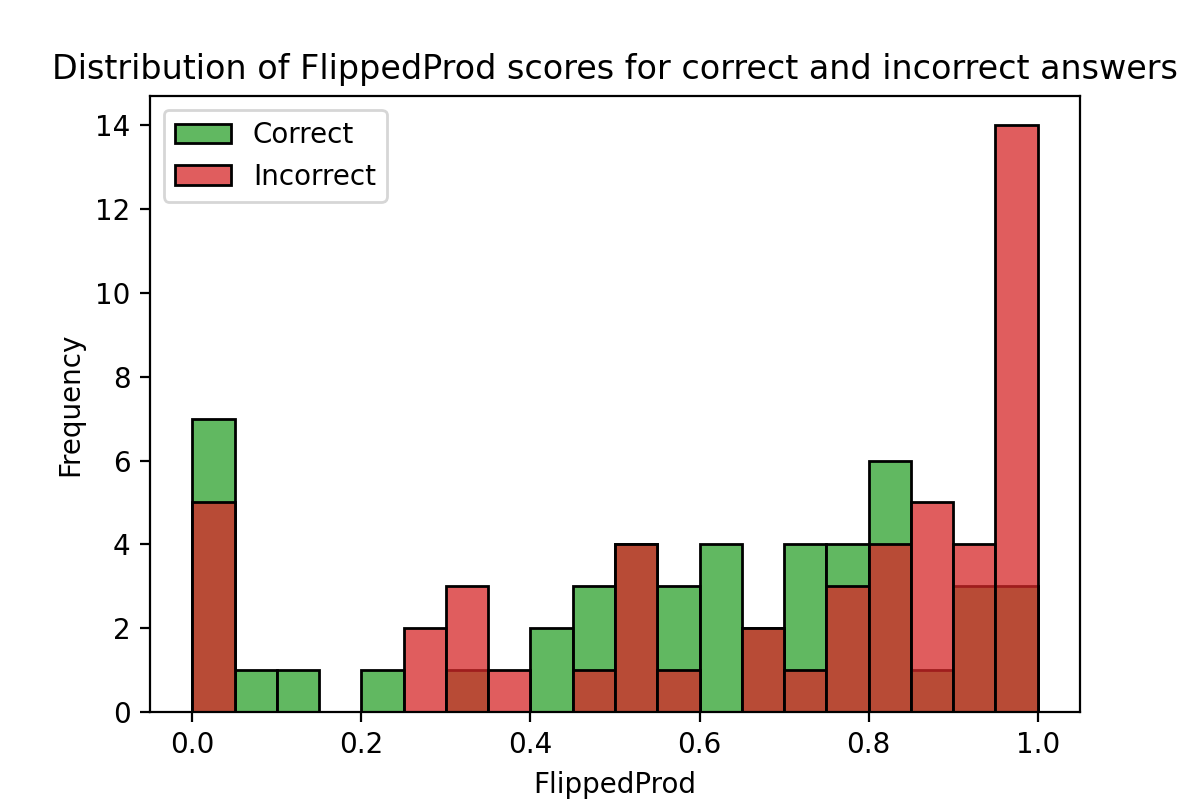 Distribution of FlippedProd scores for correct and incorrect answers
Correct
Incorrect
14
12
10
8
6
4
2
0
Frequency
0.0 0.2 0.4 0.6 0.8 1.0
FlippedProd